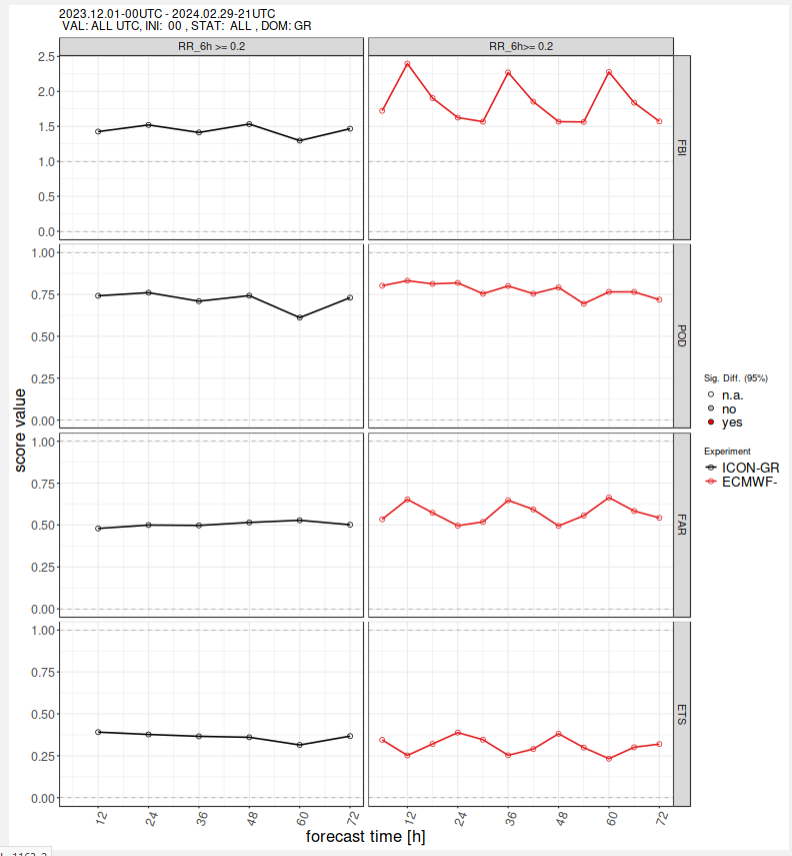 2023.12.01-00UTC - 2024.02.29-21UTC
VAL: ALL UTC, INI: 00 , STAT: ALL , DOM: GR
RR_6h >= 0.2
RR_6h>= 0.2
2.5
2.0
1.5
1.0
0.5
0.0
FBI
1.00
0.75
0.50
0.25
0.00
POD
1.00
0.75
0.50
0.25
0.00
FAR
1.00
0.75
0.50
0.25
0.00
ETS
score value
12
24
36
48
60
72
12
24
36
48
60
72
forecast time [h]
Sig. Diff. (95%)
n.a.
no
yes
Experiment
ICON-GR
ECMWF-